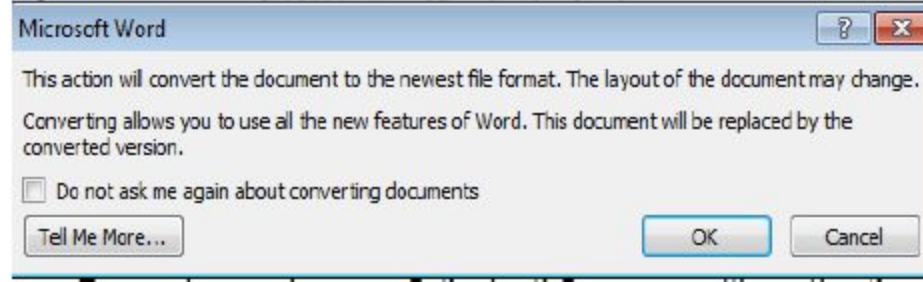 Microsoft Word
This action will convert the document to the newest file format. The layout of the document may change.
Converting allows you to use all the new features of Word. This document will be replaced by the
converted version.
Do not ask me again about converting documents
Tell Me More...
OK
Cancel